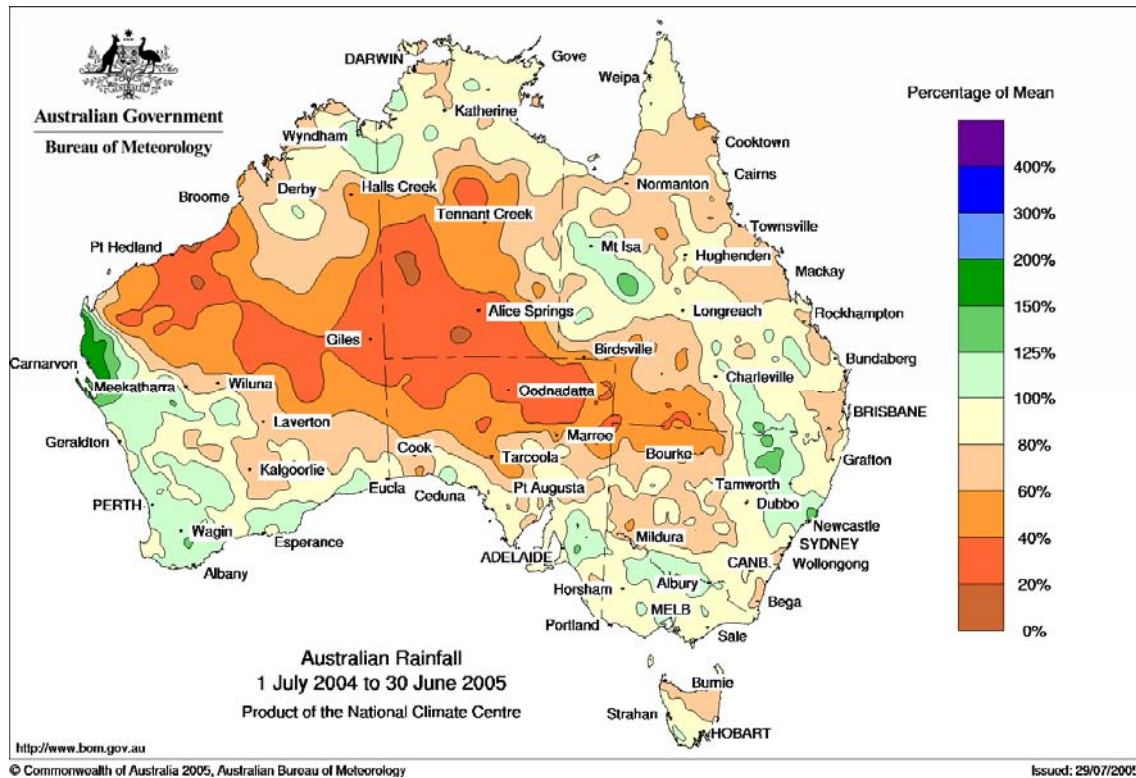 Australian Government
Bureau of Meteorology
DARWIN
Gove
Weipa
Katherine
Wyndham
Cooktown
Cairns
Derby
Halls Creek
Normanton
Broome
Tennant Creek
Townsville
Pt Hedland
Mt Isa
Hughenden
Mackay
Alice Springs
Longreach
Rockhampton
Giles
Birdsville
Carnarvon
Bundaberg
Meekatharra
Wiluna
Oodnadatta
Charleville
BRISBANE
Laverton
Geraldton
Marree
Cook
Bourke
Tarcoola
Grafton
Kalgoorlie
Pt Augusta
Tamworth
Eucla
Ceduna
PERTH
Dubbo
Newcastle
Wagin
Mildura
SYDNEY
Esperance
ADELAIDE
CANB.
Wollongong
Albany
Horsham
Albury
Bega
MELB
Portland
Sale
Burnie
Strahan
HOBART
Percentage of Mean
400%
300%
200%
150%
125%
100%
80%
60%
40%
20%
0%
Australian Rainfall
1 July 2004 to 30 June 2005
Product of the National Climate Centre
http://www.bom.gov.au
© Commonwealth of Australia 2005, Australian Bureau of Meteorology
Issued: 29/07/2005